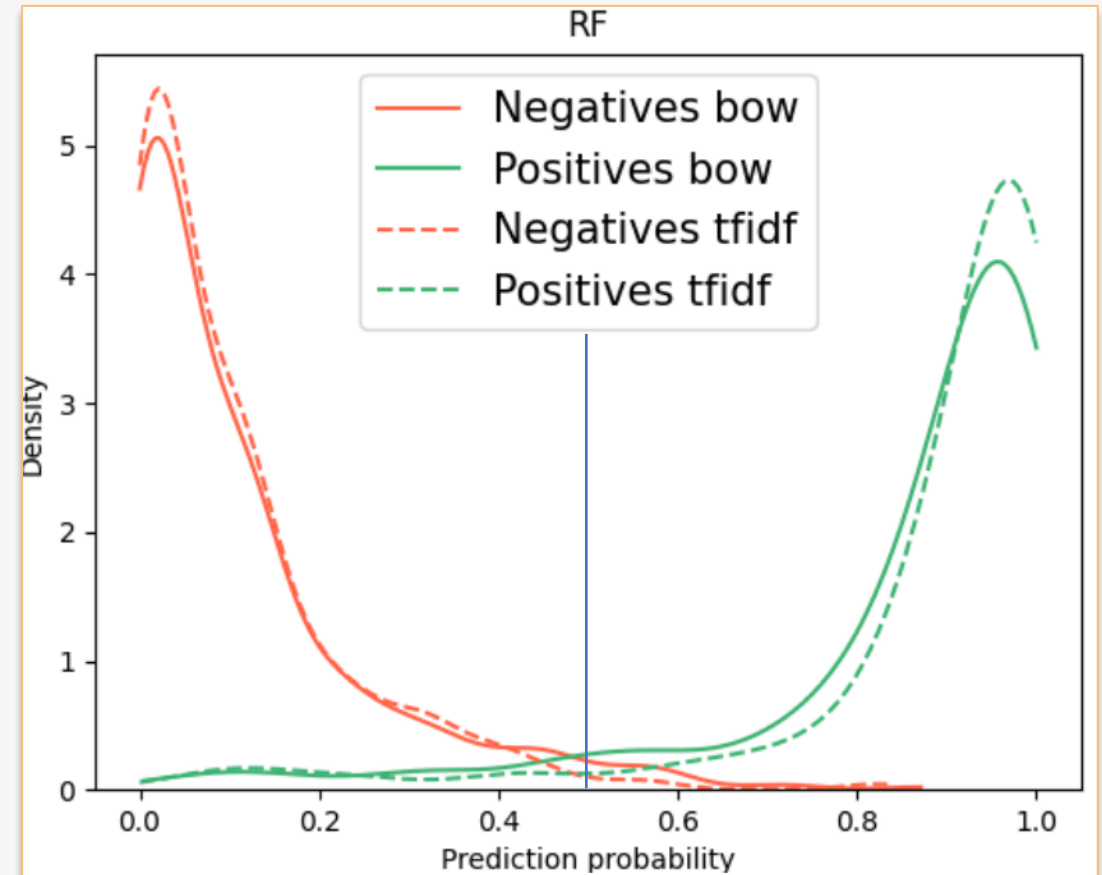 RF
Negatives bow
Positives bow
Negatives tfidf
Positives tfidf
Density
5
4
3
2
1
0
0.0 0.2 0.4 0.6 0.8 1.0
Prediction probability